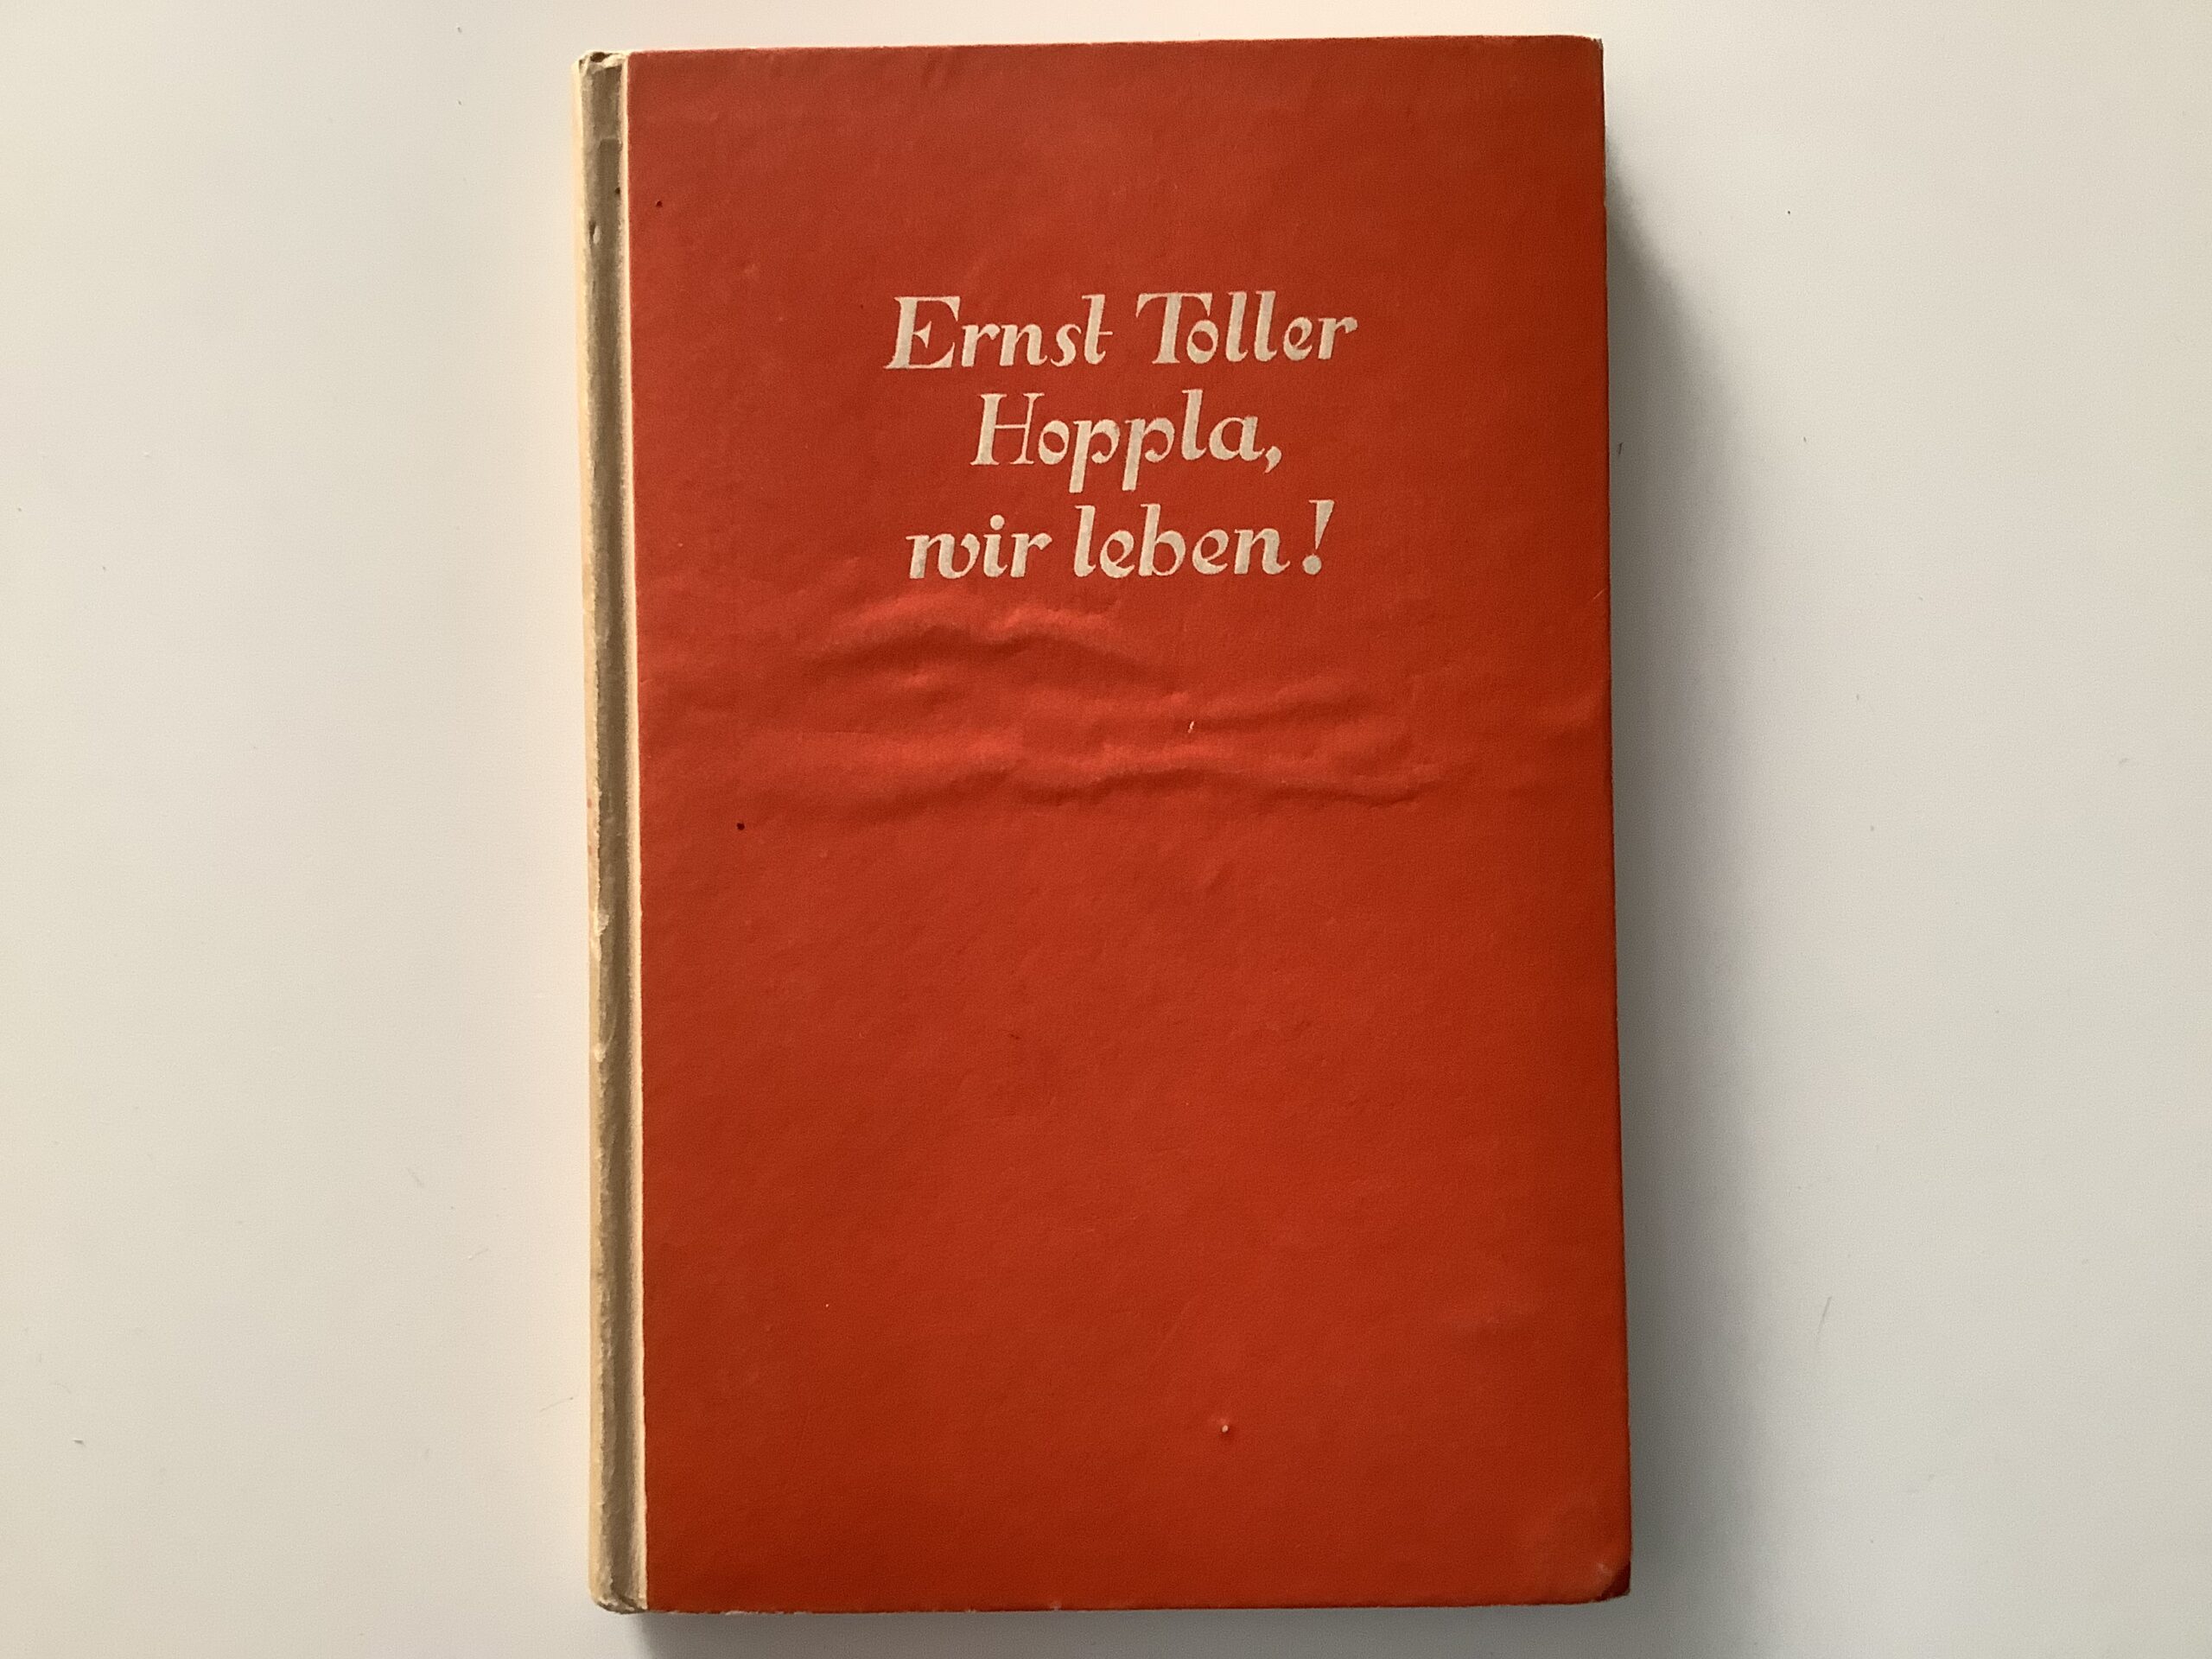 Ernst Toller
Hoppla,
wir leben!